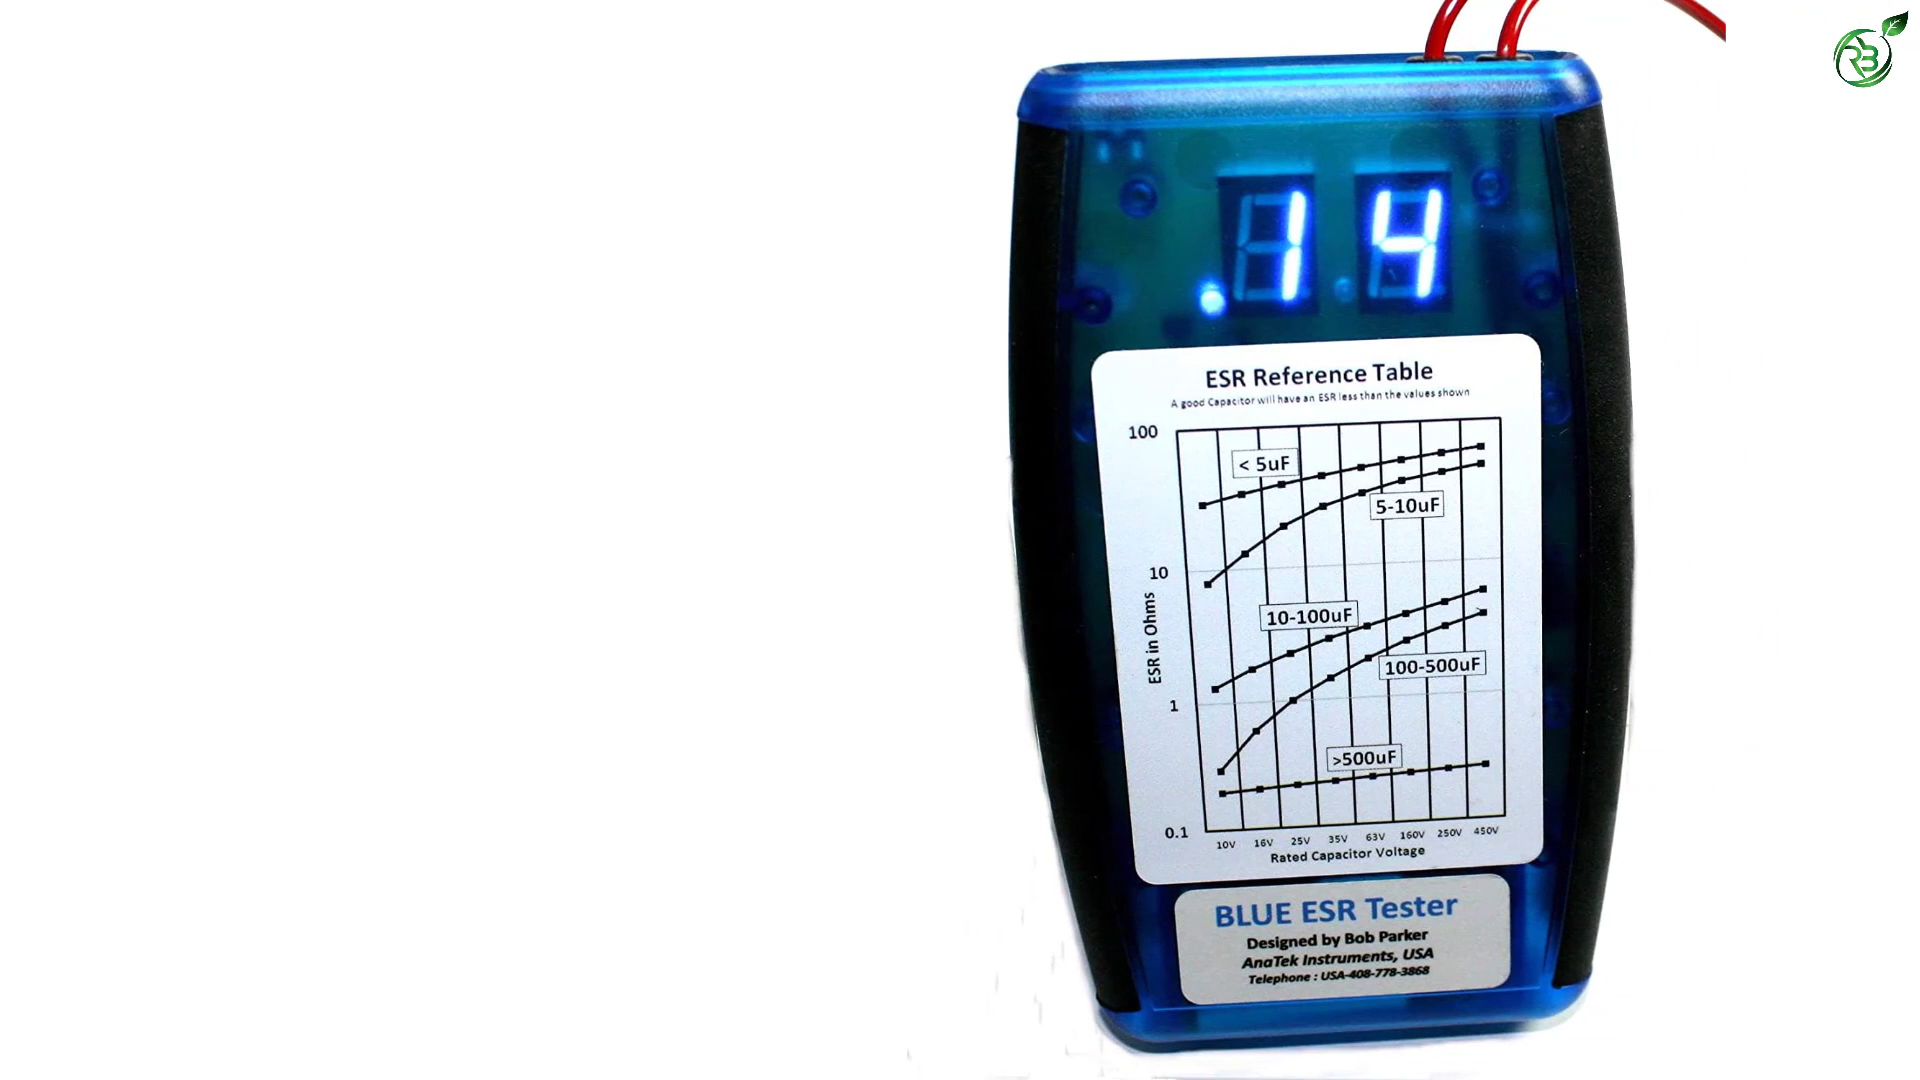 RB
.14
ESR Reference Table
A good Capacitor will have an ESR less than the values shown
100
< 5uF
5-10uF
10
10-100uF
ESR in Ohms
100-500uF
1
>500uF
0.1
10V 16V 25V 35V 63V 160V 250V 450V
Rated Capacitor Voltage
BLUE ESR Tester
Designed by Bob Parker
AnaTek Instruments, USA
Telephone : USA-408-778-3868